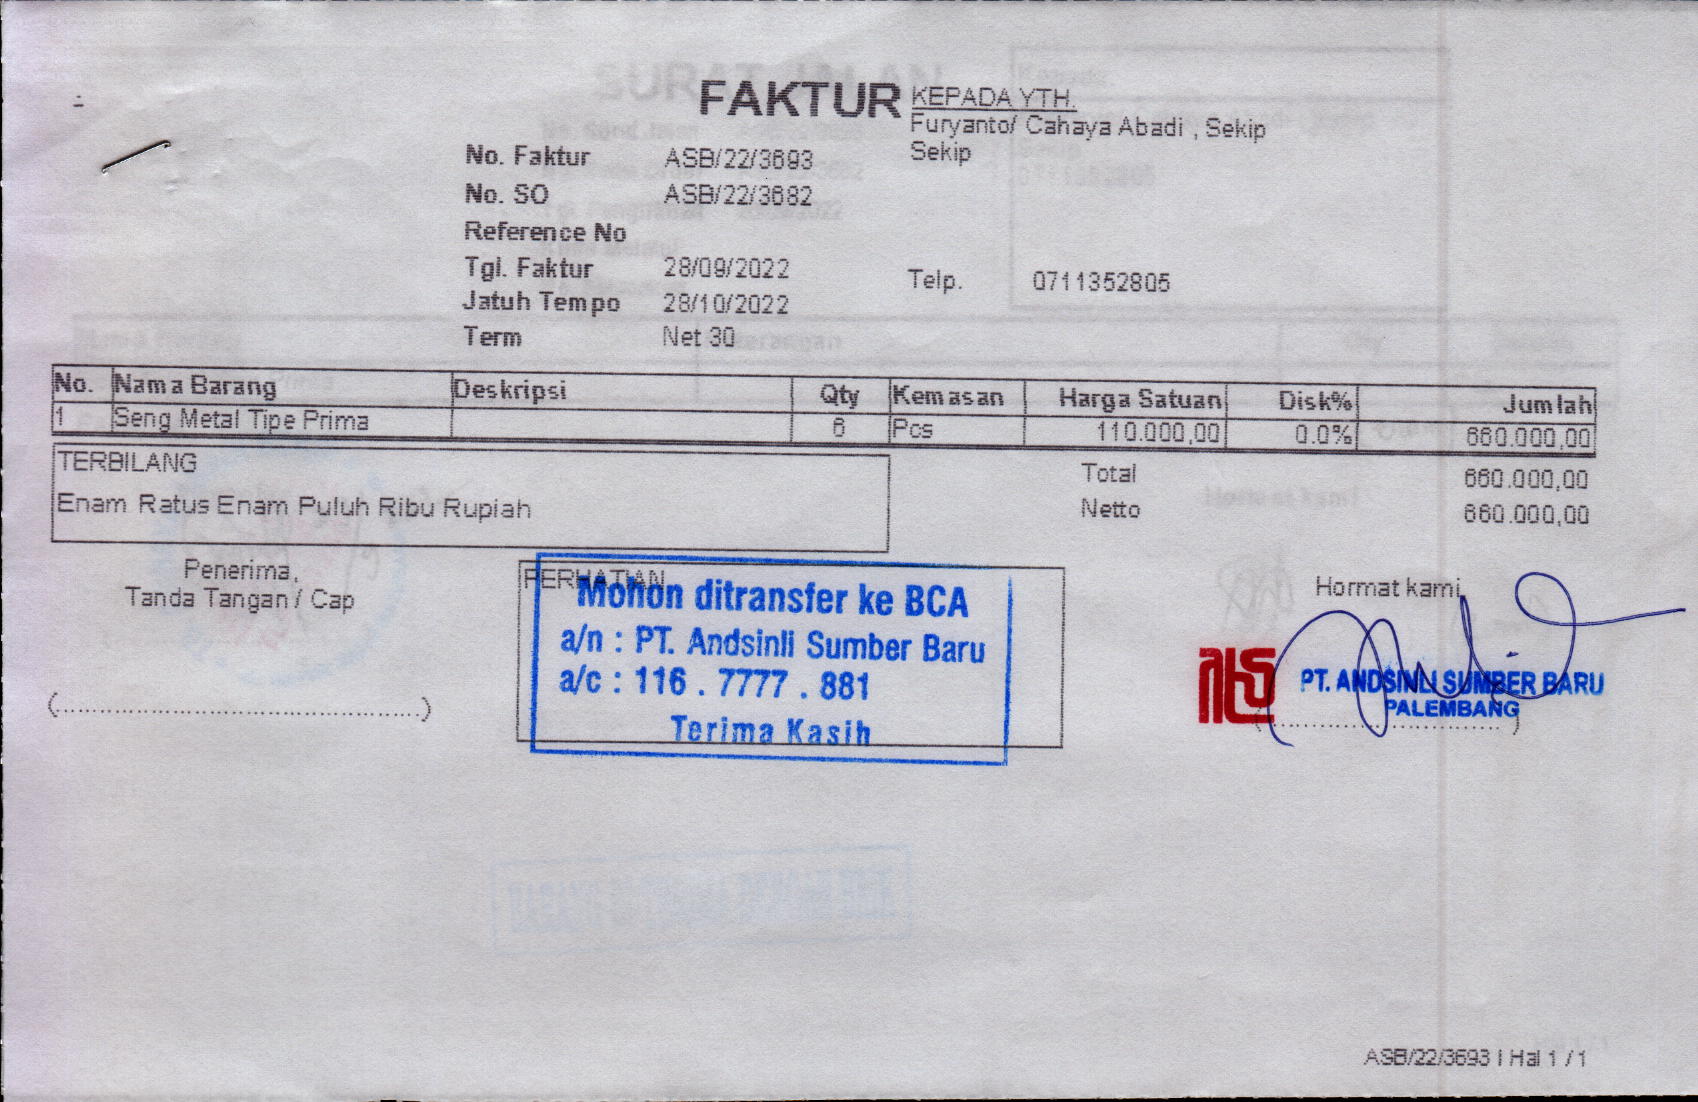 FAKTUR
KEPADA YTH.
Furyanto/ Cahaya Abadi , Sekip
Sekip
No. Faktur ASB/22/3693
No. SO ASB/22/3682
Reference No
Tgl. Faktur 28/09/2022
Telp. 0711352805
Jatuh Tempo 28/10/2022
Term Net 30
No. Nama Barang Deskripsi Qty Kemasan Harga Satuan Disk% Jumlah
1 Seng Metal Tipe Prima 6 Pcs 110.000,00 0.0% 660.000,00
TERBILANG
Enam Ratus Enam Puluh Ribu Rupiah
Total 660.000,00
Netto 660.000,00
Penerima,
Tanda Tangan / Cap
(..........................................................)
PERHATIAN
Mohon ditransfer ke BCA
a/n : PT. Andsinli Sumber Baru
a/c : 116 . 7777 . 881
Terima Kasih
Hormat kami,
PT. ANDSINLI SUMBER BARU
PALEMBANG
ASB/22/3693 | Hal 1 / 1